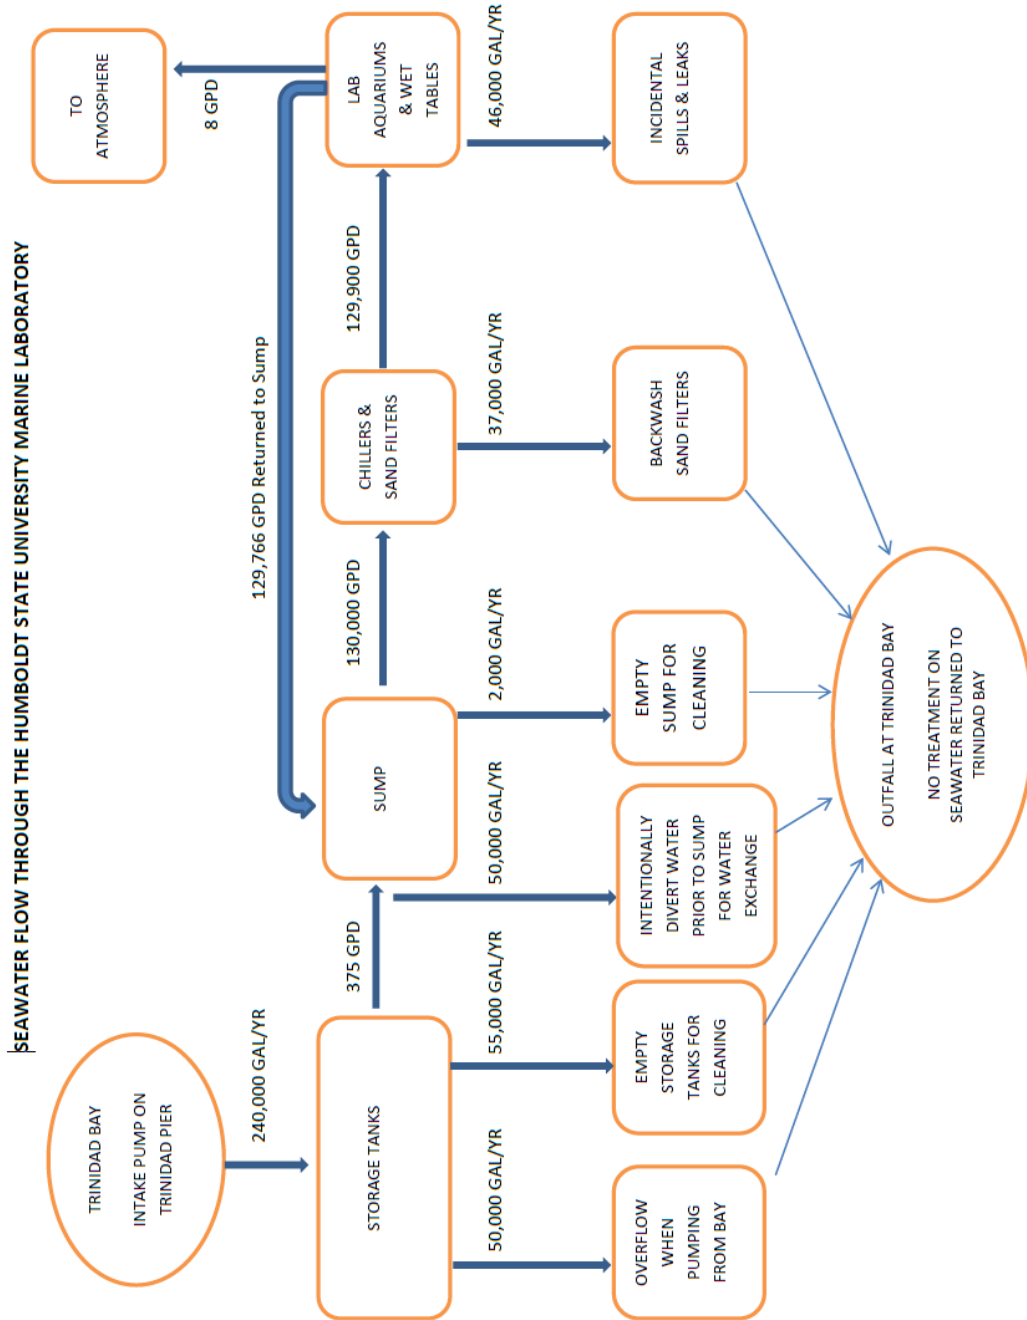 SEAWATER FLOW THROUGH THE HUMBOLDT STATE UNIVERSITY MARINE LABORATORY
TRINIDAD BAY
INTAKE PUMP ON
TRINIDAD PIER
240,000 GAL/YR
STORAGE TANKS
375 GPD
SUMP
130,000 GPD
CHILLERS &
SAND FILTERS
129,900 GPD
LAB
AQUARIUMS
& WET
TABLES
129,766 GPD Returned to Sump
8 GPD
TO
ATMOSPHERE
50,000 GAL/YR
55,000 GAL/YR
50,000 GAL/YR
2,000 GAL/YR
37,000 GAL/YR
46,000 GAL/YR
OVERFLOW
WHEN
PUMPING
FROM BAY
EMPTY
STORAGE
TANKS FOR
CLEANING
INTENTIONALLY
DIVERT WATER
PRIOR TO SUMP
FOR WATER
EXCHANGE
EMPTY
SUMP FOR
CLEANING
BACKWASH
SAND FILTERS
INCIDENTAL
SPILLS & LEAKS
OUTFALL AT TRINIDAD BAY
NO TREATMENT ON
SEAWATER RETURNED TO
TRINIDAD BAY